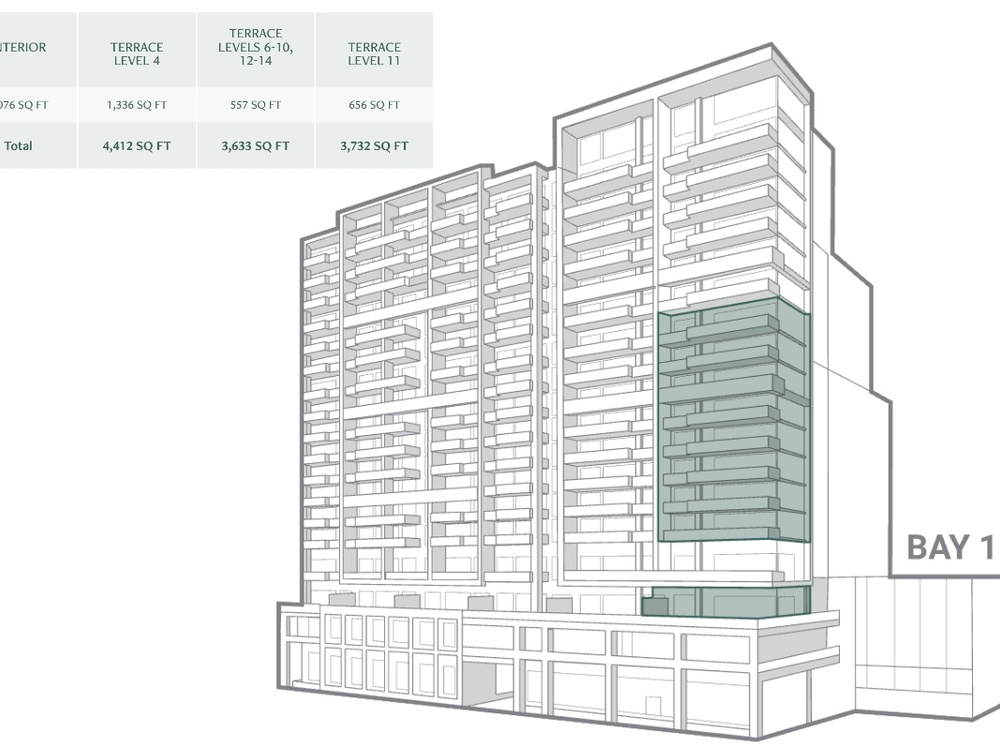 TERRACE
LEVEL 4
TERRACE
LEVELS 6-10,
12-14
TERRACE
LEVEL 11
SQ FT
1,336 SQ FT
557 SQ FT
656 SQ FT
Total
4,412 SQ FT
3,633 SQ FT
3,732 SQ FT
BAY 1